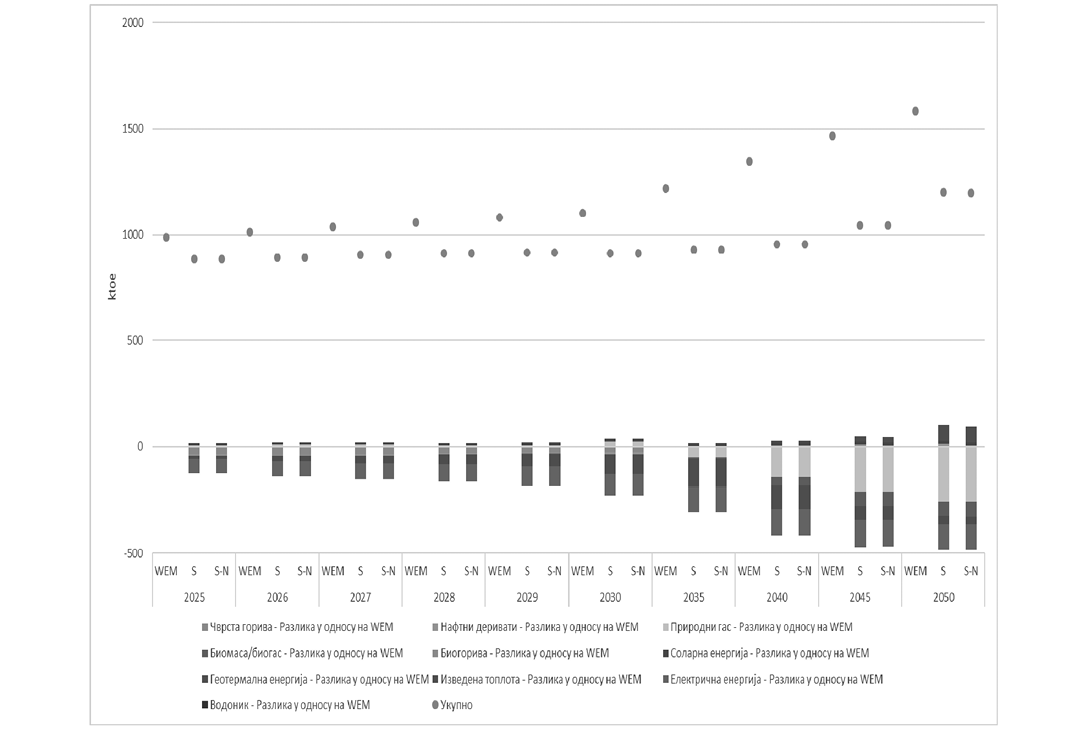 2000
1500
1000
500
0
-500
ktoe
WEM S S-N WEM S S-N WEM S S-N WEM S S-N WEM S S-N WEM S S-N WEM S S-N WEM S S-N WEM S S-N WEM S S-N
2025 2026 2027 2028 2029 2030 2035 2040 2045 2050
Чврста горива - Разлика у односу на WEM Нафтни деривати - Разлика у односу на WEM Природни гас - Разлика у односу на WEM
Биомаса/биогас - Разлика у односу на WEM Биогорива - Разлика у односу на WEM Соларна енергија - Разлика у односу на WEM
Геотермална енергија - Разлика у односу на WEM Изведена топлота - Разлика у односу на WEM Електрична енергија - Разлика у односу на WEM
Водоник - Разлика у односу на WEM Укупно